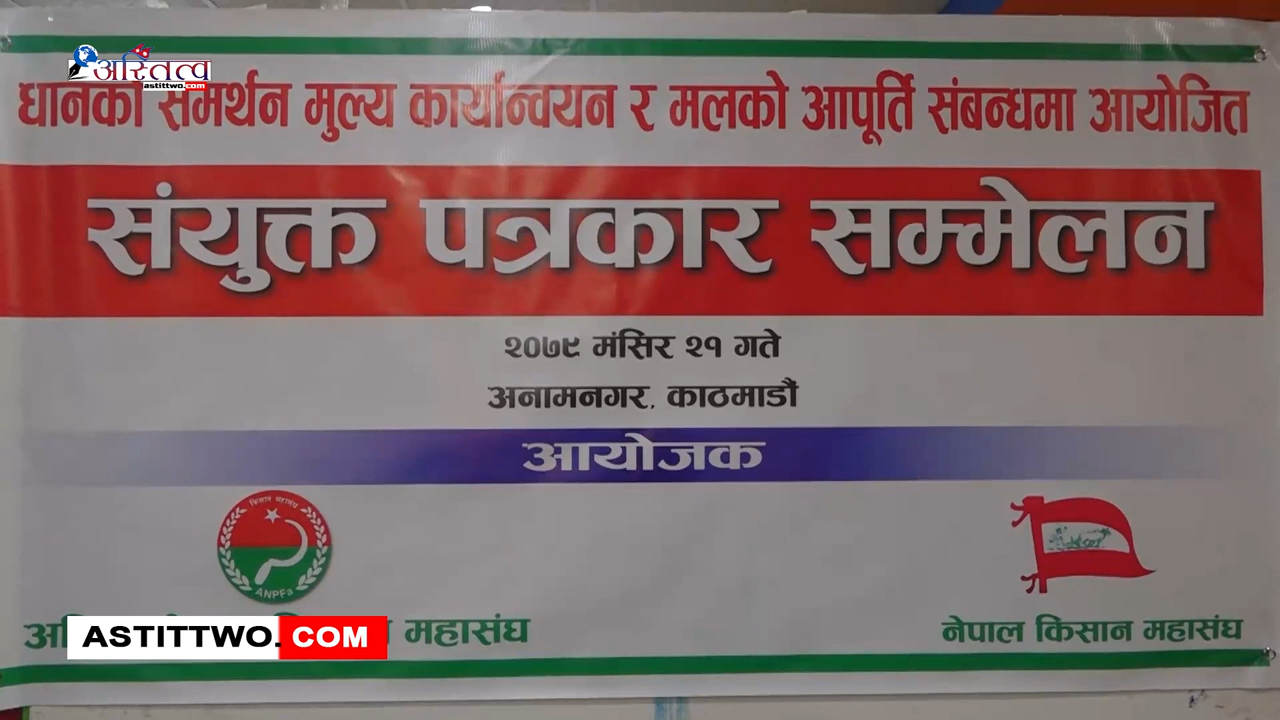 अस्तित्व
astittwo.com
धानको समर्थन मुल्य कार्यान्वयन र मलको आपूर्ति संबन्धमा आयोजित
संयुक्त पत्रकार सम्मेलन
२०७९ मंसिर २१ गते
अनामनगर, काठमाडौं
आयोजक
किसान महासंघ
ANPFa
महासंघ
नेपाल किसान महासंघ
ASTITTWO.COM